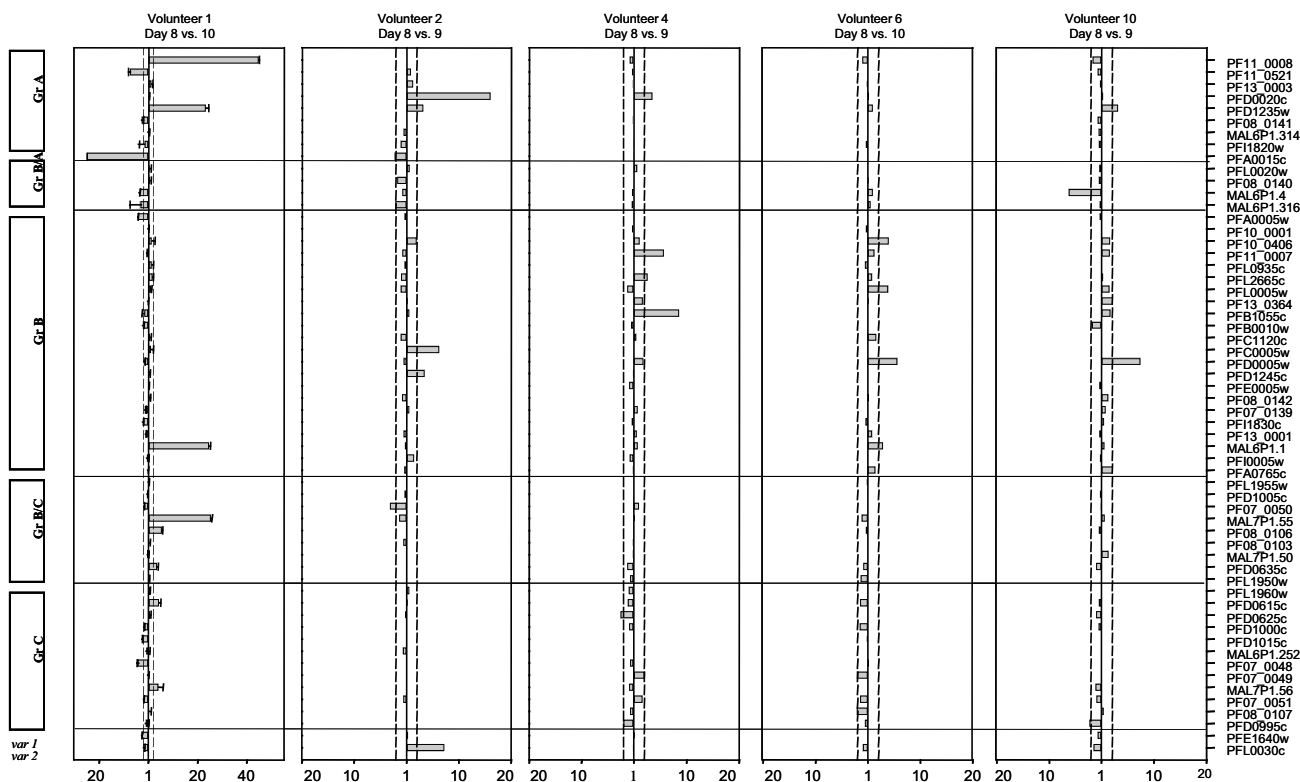 Volunteer 1
Day 8 vs. 10
Volunteer 2
Day 8 vs. 9
Volunteer 4
Day 8 vs. 9
Volunteer 6
Day 8 vs. 10
Volunteer 10
Day 8 vs. 9
Gr A
Gr B/A
Gr B
Gr B/C
Gr C
var 1
var 2
PF11_0008
PF11_0521
PF13_0003
PFD0020c
PFD1235w
PF08_0141
MAL6P1.314
PFI1820w
PFA0015c
PFL0020w
PF08_0140
MAL6P1.4
MAL6P1.316
PFA0005w
PF10_0001
PF10_0406
PF11_0007
PFL0935c
PFL2665c
PFL0005w
PF13_0364
PFB1055c
PFB0010w
PFC1120c
PFC0005w
PFD0005w
PFD1245c
PFE0005w
PF08_0142
PF07_0139
PFI1830c
PF13_0001
MAL6P1.1
PFI0005w
PFA0765c
PFL1955w
PFD1005c
PF07_0050
MAL7P1.55
PF08_0106
PF08_0103
MAL7P1.50
PFD0635c
PFL1950w
PFL1960w
PFD0615c
PFD0625c
PFD1000c
PFD1015c
MAL6P1.252
PF07_0048
PF07_0049
MAL7P1.56
PF07_0051
PF08_0107
PFD0995c
PFE1640w
PFL0030c
20 1 20 40
20 10 1 10 20
20 10 1 10 20
20 10 1 10 20
20 10 1 10 20